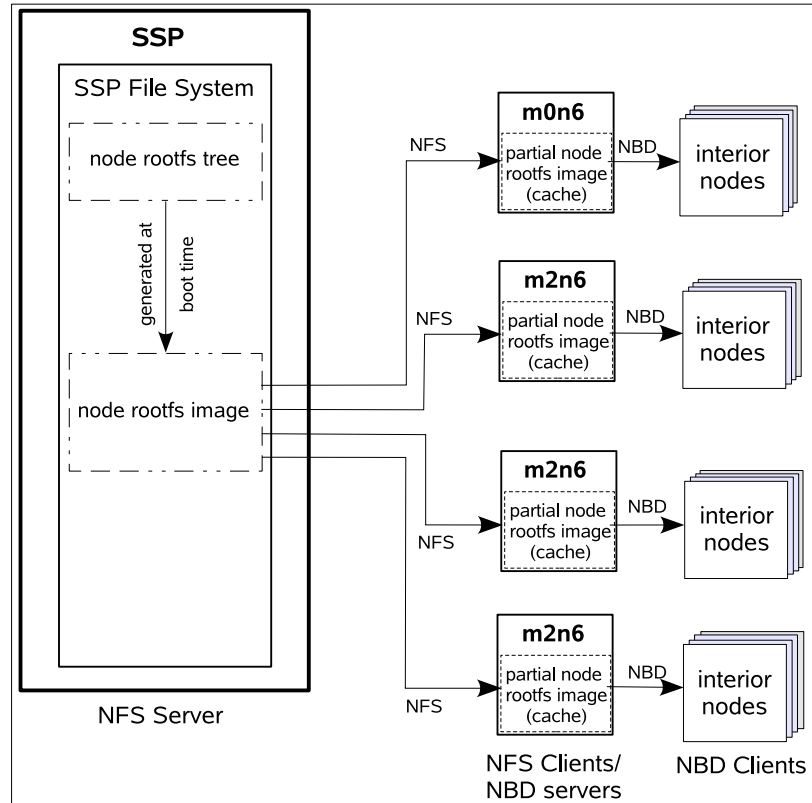 SSP
SSP File System
node rootfs tree
generated at
boot time
node rootfs image
NFS Server
NFS
m0n6
partial node
rootfs image
(cache)
NBD
interior
nodes
NFS
m2n6
partial node
rootfs image
(cache)
NBD
interior
nodes
NFS
m2n6
partial node
rootfs image
(cache)
NBD
interior
nodes
NFS
m2n6
partial node
rootfs image
(cache)
NBD
interior
nodes
NFS Clients/
NBD servers
NBD Clients